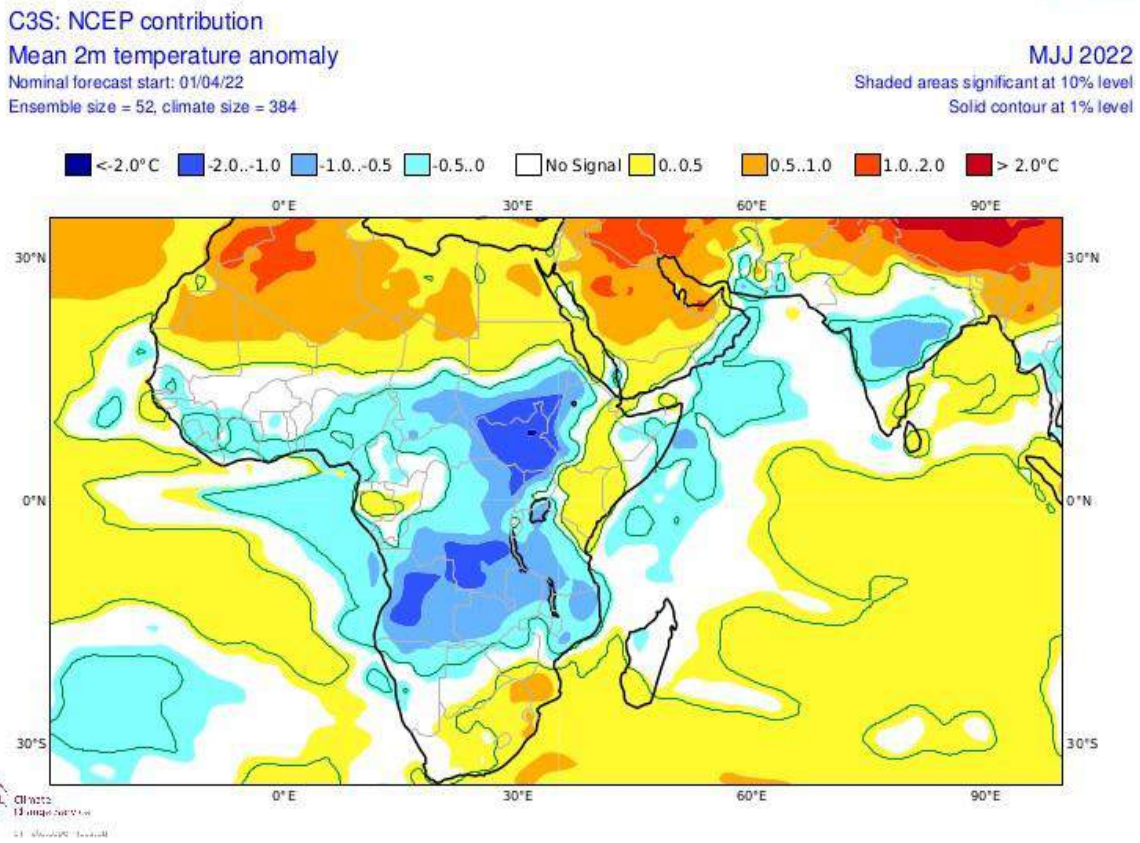 C3S: NCEP contribution
Mean 2m temperature anomaly
MJJ 2022
Nominal forecast start: 01/04/22
Shaded areas significant at 10% level
Ensemble size = 52, climate size = 384
Solid contour at 1% level
<-2.0°C -2.0..-1.0 -1.0..-0.5 -0.5..0 No Signal 0..0.5 0.5..1.0 1.0..2.0 > 2.0°C
0°E 30°E 60°E 90°E
30°N 30°N
0°N 0°N
30°S 30°S
0°E 30°E 60°E 90°E
Climate
Change Service